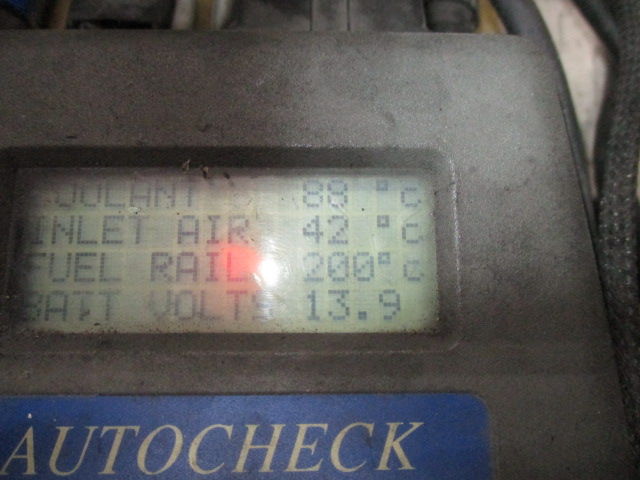 COOLANT 88 °c
INLET AIR 42 °c
FUEL RAIL 200°c
BATT VOLTS 13.9
AUTOCHECK